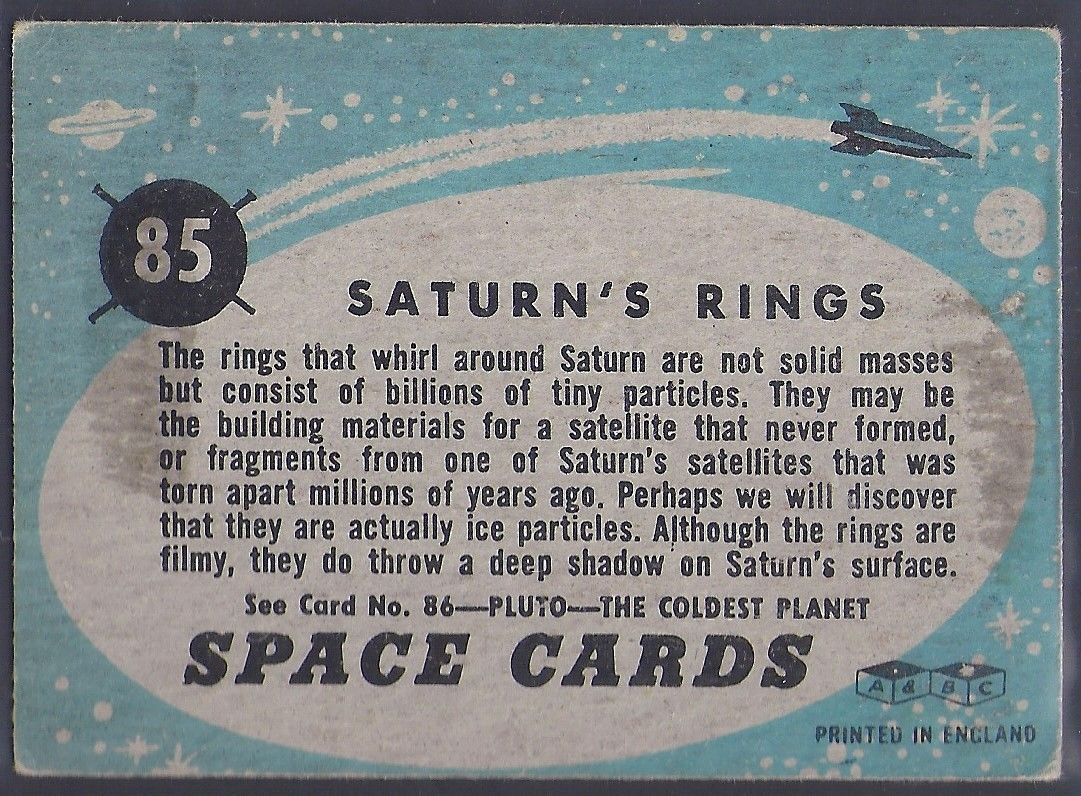 85
SATURN'S RINGS
The rings that whirl around Saturn are not solid masses
but consist of billions of tiny particles. They may be
the building materials for a satellite that never formed,
or fragments from one of Saturn's satellites that was
torn apart millions of years ago. Perhaps we will discover
that they are actually ice particles. Although the rings are
filmy, they do throw a deep shadow on Saturn's surface.
See Card No. 86—PLUTO—THE COLDEST PLANET
SPACE CARDS
A & B C
PRINTED IN ENGLAND